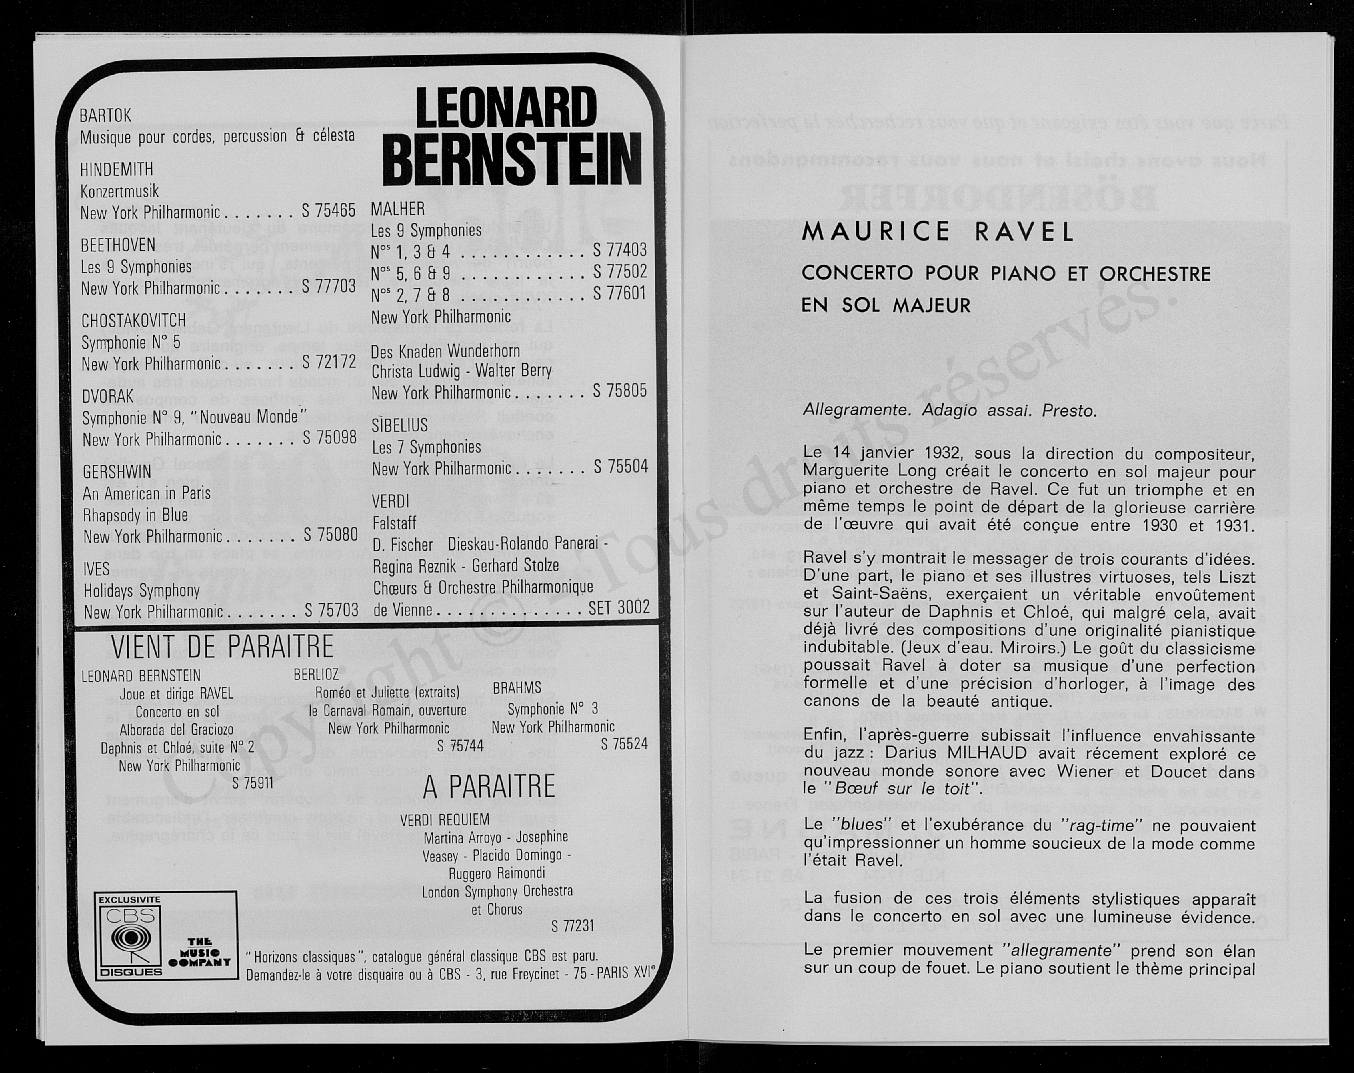 LEONARD
BERNSTEIN
BARTOK
Musique pour cordes, percussion & célesta
HINDEMITH
Konzertmusik
New York Philharmonic . . . . . . . S 75465
BEETHOVEN
Les 9 Symphonies
New York Philharmonic . . . . . . . S 77703
CHOSTAKOVITCH
Symphonie N° 5
New York Philharmonic . . . . . . . S 72172
DVORAK
Symphonie N° 9, "Nouveau Monde"
New York Philharmonic . . . . . . . S 75098
GERSHWIN
An American in Paris
Rhapsody in Blue
New York Philharmonic . . . . . . . S 75080
IVES
Holidays Symphony
New York Philharmonic . . . . . . . S 75703
MALHER
Les 9 Symphonies
Nos 1, 3 & 4 . . . . . . . . . . . . S 77403
Nos 5, 6 & 9 . . . . . . . . . . . . S 77502
Nos 2, 7 & 8 . . . . . . . . . . . . S 77601
New York Philharmonic
Des Knaden Wunderhorn
Christa Ludwig - Walter Berry
New York Philharmonic . . . . . . . S 75805
SIBELIUS
Les 7 Symphonies
New York Philharmonic . . . . . . . S 75504
VERDI
Falstaff
D. Fischer Dieskau-Rolando Panerai -
Regina Reznik - Gerhard Stolze
Chœurs & Orchestre Philharmonique
de Vienne . . . . . . . . . . . . . . SET 3002
VIENT DE PARAITRE
LEONARD BERNSTEIN
Joue et dirige RAVEL
Concerto en sol
Alborada del Graciozo
Daphnis et Chloé, suite N° 2
New York Philharmonic
S 75911
BERLIOZ
Roméo et Juliette (extraits)
le Carnaval Romain, ouverture
New York Philharmonic
S 75744
BRAHMS
Symphonie N° 3
New York Philharmonic
S 75524
A PARAITRE
VERDI REQUIEM
Martina Arroyo - Josephine
Veasey - Placido Domingo -
Ruggero Raimondi
London Symphony Orchestra
et Chorus
S 77231
EXCLUSIVITE
CBS
DISQUES
THE
MUSIC
COMPANY
"Horizons classiques", catalogue général classique CBS est paru.
Demandez-le à votre disquaire ou à CBS - 3, rue Freycinet - 75 - PARIS XVIe
MAURICE RAVEL
CONCERTO POUR PIANO ET ORCHESTRE
EN SOL MAJEUR
Allegramente. Adagio assai. Presto.
Le 14 janvier 1932, sous la direction du compositeur,
Marguerite Long créait le concerto en sol majeur pour
piano et orchestre de Ravel. Ce fut un triomphe et en
même temps le point de départ de la glorieuse carrière
de l'œuvre qui avait été conçue entre 1930 et 1931.
Ravel s'y montrait le messager de trois courants d'idées.
D'une part, le piano et ses illustres virtuoses, tels Liszt
et Saint-Saëns, exerçaient un véritable envoûtement
sur l'auteur de Daphnis et Chloé, qui malgré cela, avait
déjà livré des compositions d'une originalité pianistique
indubitable. (Jeux d'eau. Miroirs.) Le goût du classicisme
poussait Ravel à doter sa musique d'une perfection
formelle et d'une précision d'horloger, à l'image des
canons de la beauté antique.
Enfin, l'après-guerre subissait l'influence envahissante
du jazz : Darius MILHAUD avait récement exploré ce
nouveau monde sonore avec Wiener et Doucet dans
le "Bœuf sur le toit".
Le "blues" et l'exubérance du "rag-time" ne pouvaient
qu'impressionner un homme soucieux de la mode comme
l'était Ravel.
La fusion de ces trois éléments stylistiques apparaît
dans le concerto en sol avec une lumineuse évidence.
Le premier mouvement "allegramente" prend son élan
sur un coup de fouet. Le piano soutient le thème principal
Copyright © - Tous droits réservés.